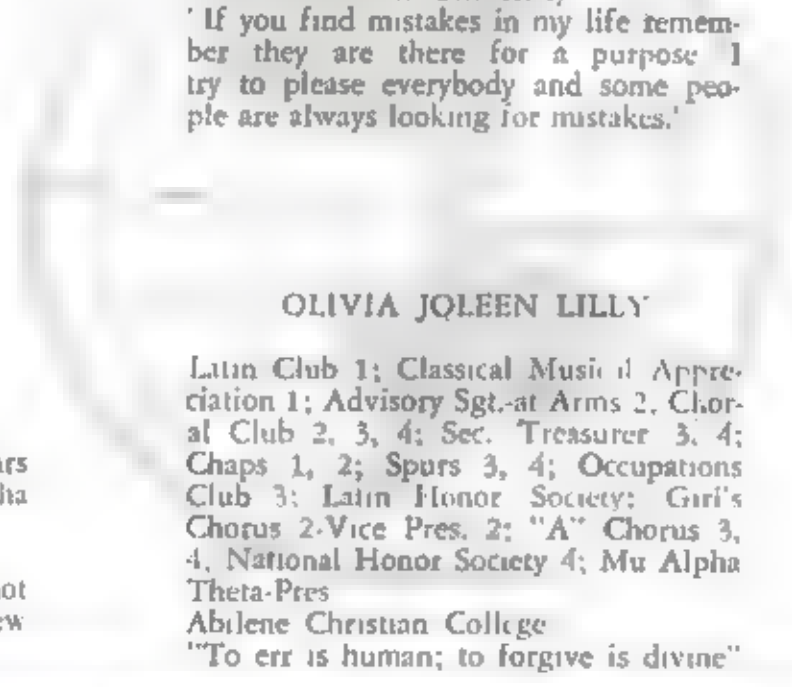 'If you find mistakes in my life remem-
ber they are there for a purpose I
try to please everybody and some peo-
ple are always looking for mistakes.'
OLIVIA JOLEEN LILLY
Latin Club 1; Classical Musical Appre-
ciation 1; Advisory Sgt.-at Arms 2, Chor-
al Club 2, 3, 4; Sec. Treasurer 3, 4;
Chaps 1, 2; Spurs 3, 4; Occupations
Club 3; Latin Honor Society; Girl's
Chorus 2-Vice Pres. 2; "A" Chorus 3,
4, National Honor Society 4; Mu Alpha
Theta-Pres
Abilene Christian College
"To err is human; to forgive is divine"